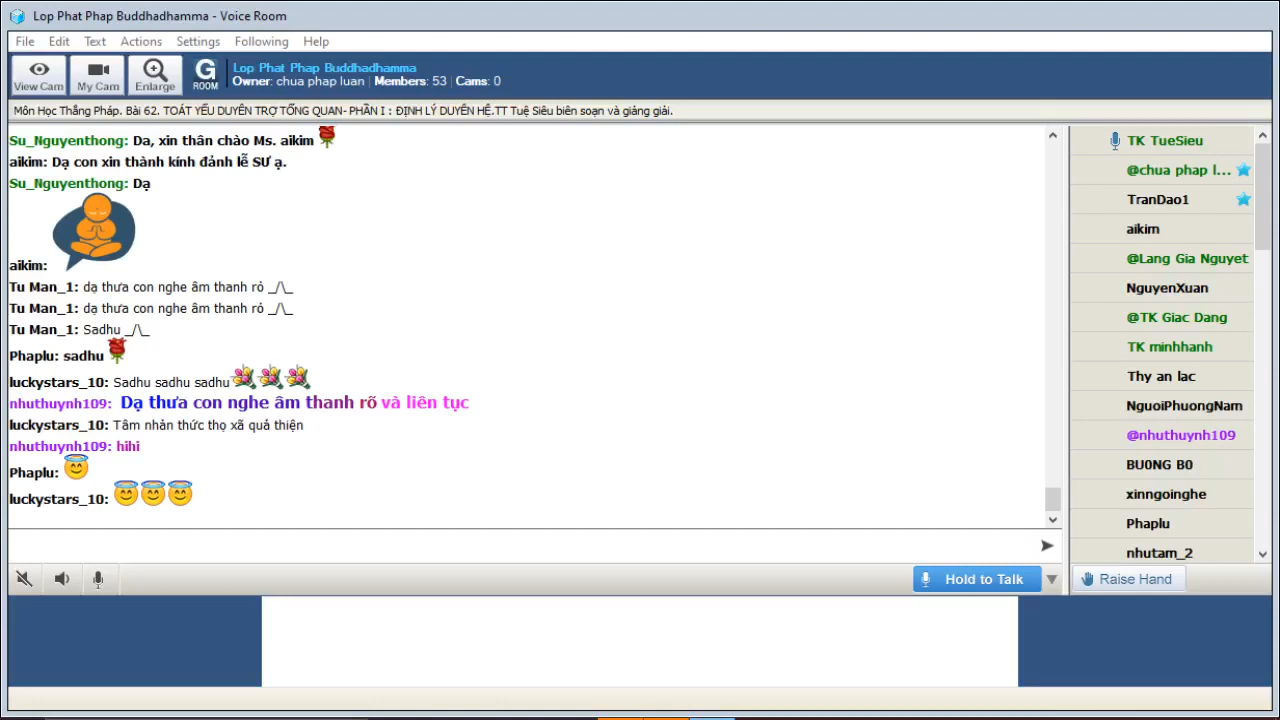 Lop Phat Phap Buddhadhamma - Voice Room
File Edit Text Actions Settings Following Help
View Cam My Cam Enlarge G ROOM
Lop Phat Phap Buddhadhamma
Owner: chua phap luan | Members: 53 | Cams: 0
Môn Học Thắng Pháp. Bài 62. TOÁT YẾU DUYÊN TRỢ TỔNG QUAN- PHẦN I : ĐỊNH LÝ DUYÊN HỆ.TT Tuệ Siêu biên soạn và giảng giải.
Su_Nguyenthong: Dạ, xin thân chào Ms. aikim
aikim: Dạ con xin thành kính đảnh lễ SƯ ạ.
Su_Nguyenthong: Dạ
aikim:
Tu Man_1: dạ thưa con nghe âm thanh rỏ _/\_
Tu Man_1: dạ thưa con nghe âm thanh rỏ _/\_
Tu Man_1: Sadhu _/\_
Phaplu: sadhu
luckystars_10: Sadhu sadhu sadhu
nhuthuynh109: Dạ thưa con nghe âm thanh rõ và liên tục
luckystars_10: Tâm nhản thức thọ xã quả thiện
nhuthuynh109: hihi
Phaplu:
luckystars_10:
TK TueSieu
@chua phap l...
TranDao1
aikim
@Lang Gia Nguyet
NguyenXuan
@TK Giac Dang
TK minhhanh
Thy an lac
NguoiPhuongNam
@nhuthuynh109
BU0NG B0
xinngoinghe
Phaplu
nhutam_2
Hold to Talk
Raise Hand